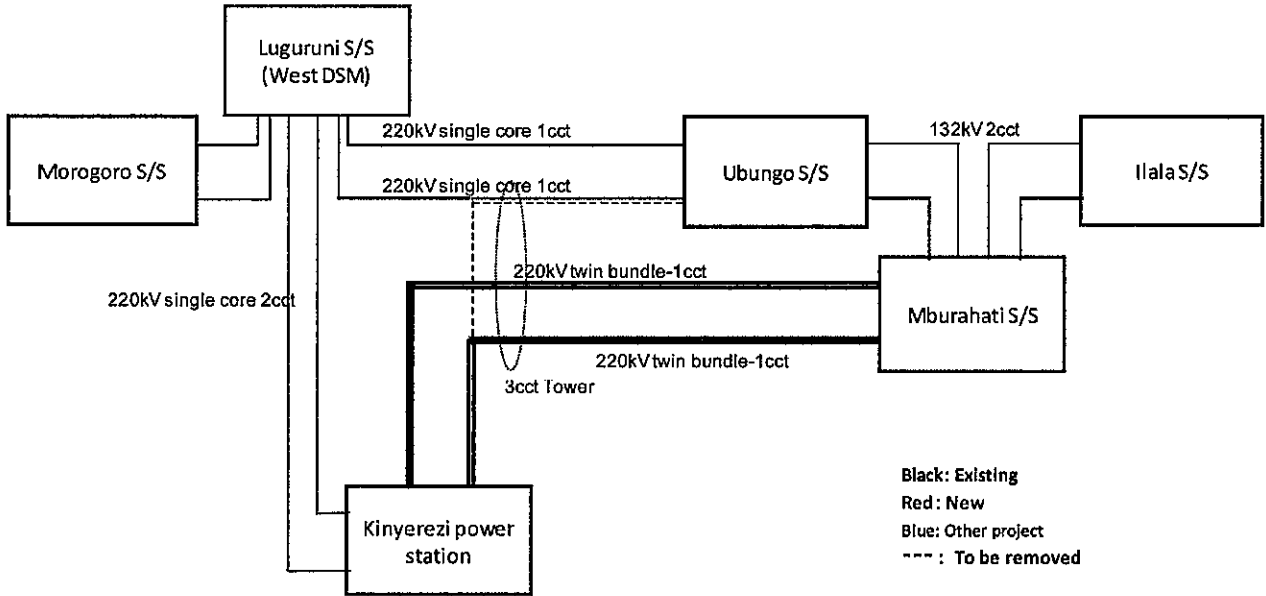 Luguruni S/S
(West DSM)
Morogoro S/S
220kV single core 1cct
220kV single core 1cct
Ubungo S/S
132kV 2cct
Ilala S/S
220kV single core 2cct
220kV twin bundle-1cct
Mburahati S/S
220kV twin bundle-1cct
3cct Tower
Kinyerezi power
station
Black: Existing
Red: New
Blue: Other project
----: To be removed